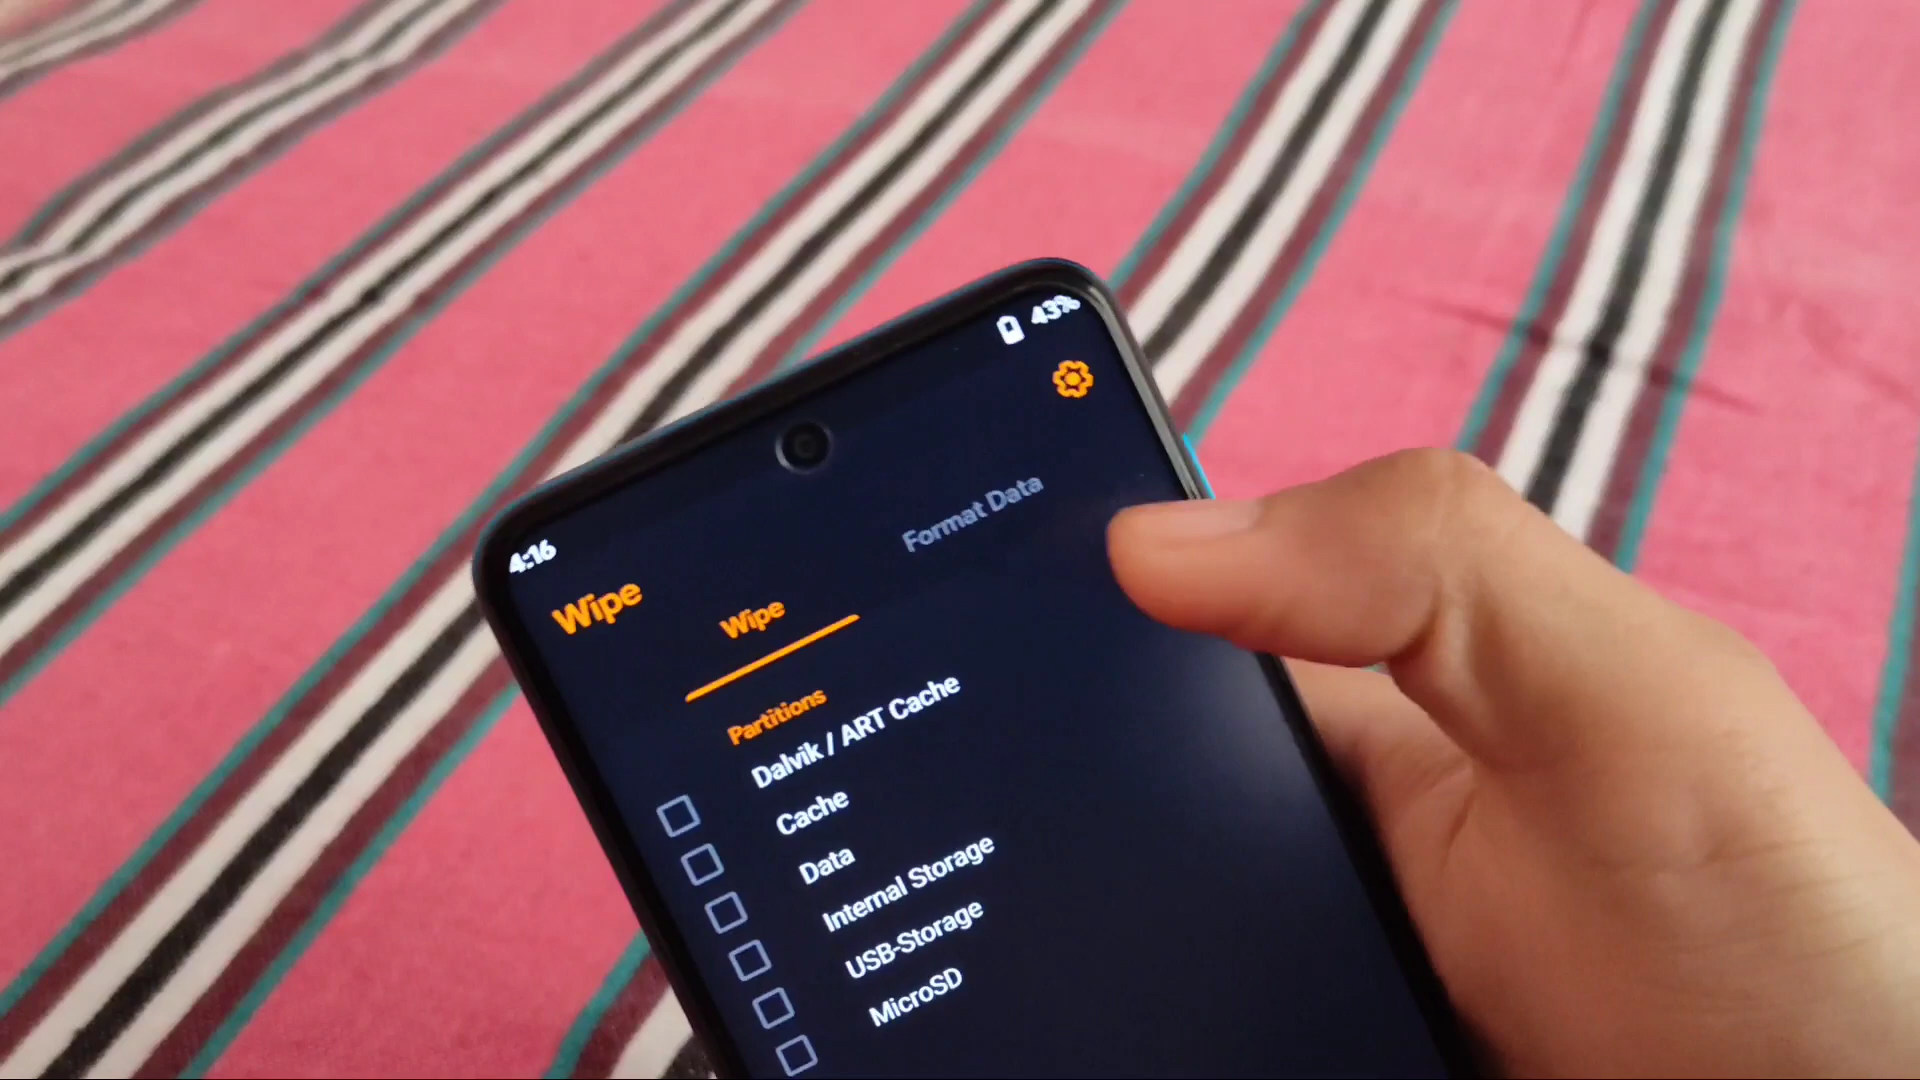 4:16
43%
Wipe
Wipe
Format Data
Partitions
Dalvik / ART Cache
Cache
Data
Internal Storage
USB-Storage
MicroSD